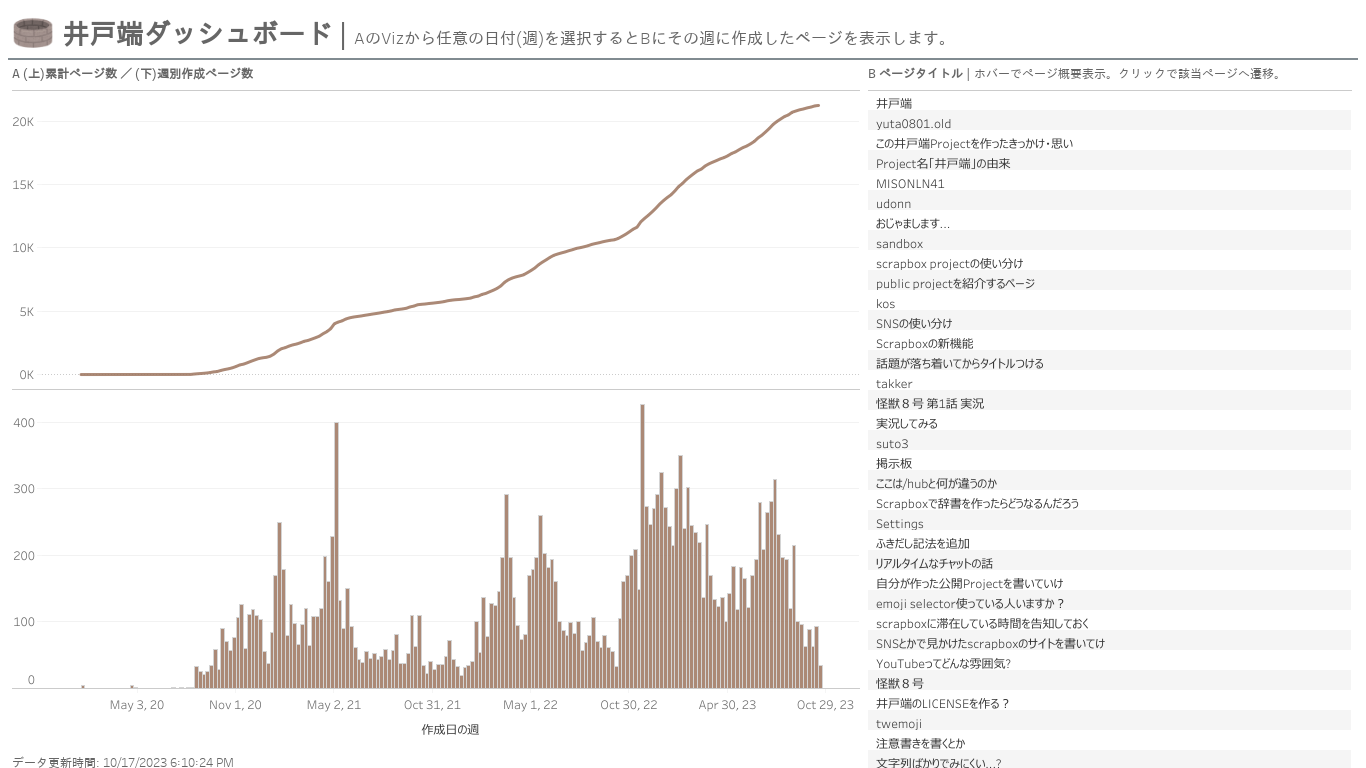 井戸端ダッシュボード | AのVizから任意の日付(週)を選択するとBにその週に作成したページを表示します。
A (上)累計ページ数 ／ (下)週別作成ページ数
20K
15K
10K
5K
0K
400
300
200
100
0
May 3, 20
Nov 1, 20
May 2, 21
Oct 31, 21
May 1, 22
Oct 30, 22
Apr 30, 23
Oct 29, 23
作成日の週
データ更新時間: 10/17/2023 6:10:24 PM
B ページタイトル | ホバーでページ概要表示。クリックで該当ページへ遷移。
井戸端
yuta0801.old
この井戸端Projectを作ったきっかけ・思い
Project名「井戸端」の由来
MISONLN41
udonn
おじゃまします…
sandbox
scrapbox projectの使い分け
public projectを紹介するページ
kos
SNSの使い分け
Scrapboxの新機能
話題が落ち着いてからタイトルつける
takker
怪獣８号 第1話 実況
実況してみる
suto3
掲示板
ここは/hubと何が違うのか
Scrapboxで辞書を作ったらどうなるんだろう
Settings
ふきだし記法を追加
リアルタイムなチャットの話
自分が作った公開Projectを書いていけ
emoji selector使っている人いますか？
scrapboxに滞在している時間を告知しておく
SNSとかで見かけたscrapboxのサイトを書いてけ
YouTubeってどんな雰囲気?
怪獣８号
井戸端のLICENSEを作る？
twemoji
注意書きを書くとか
文字列ばかりでみにくい…?